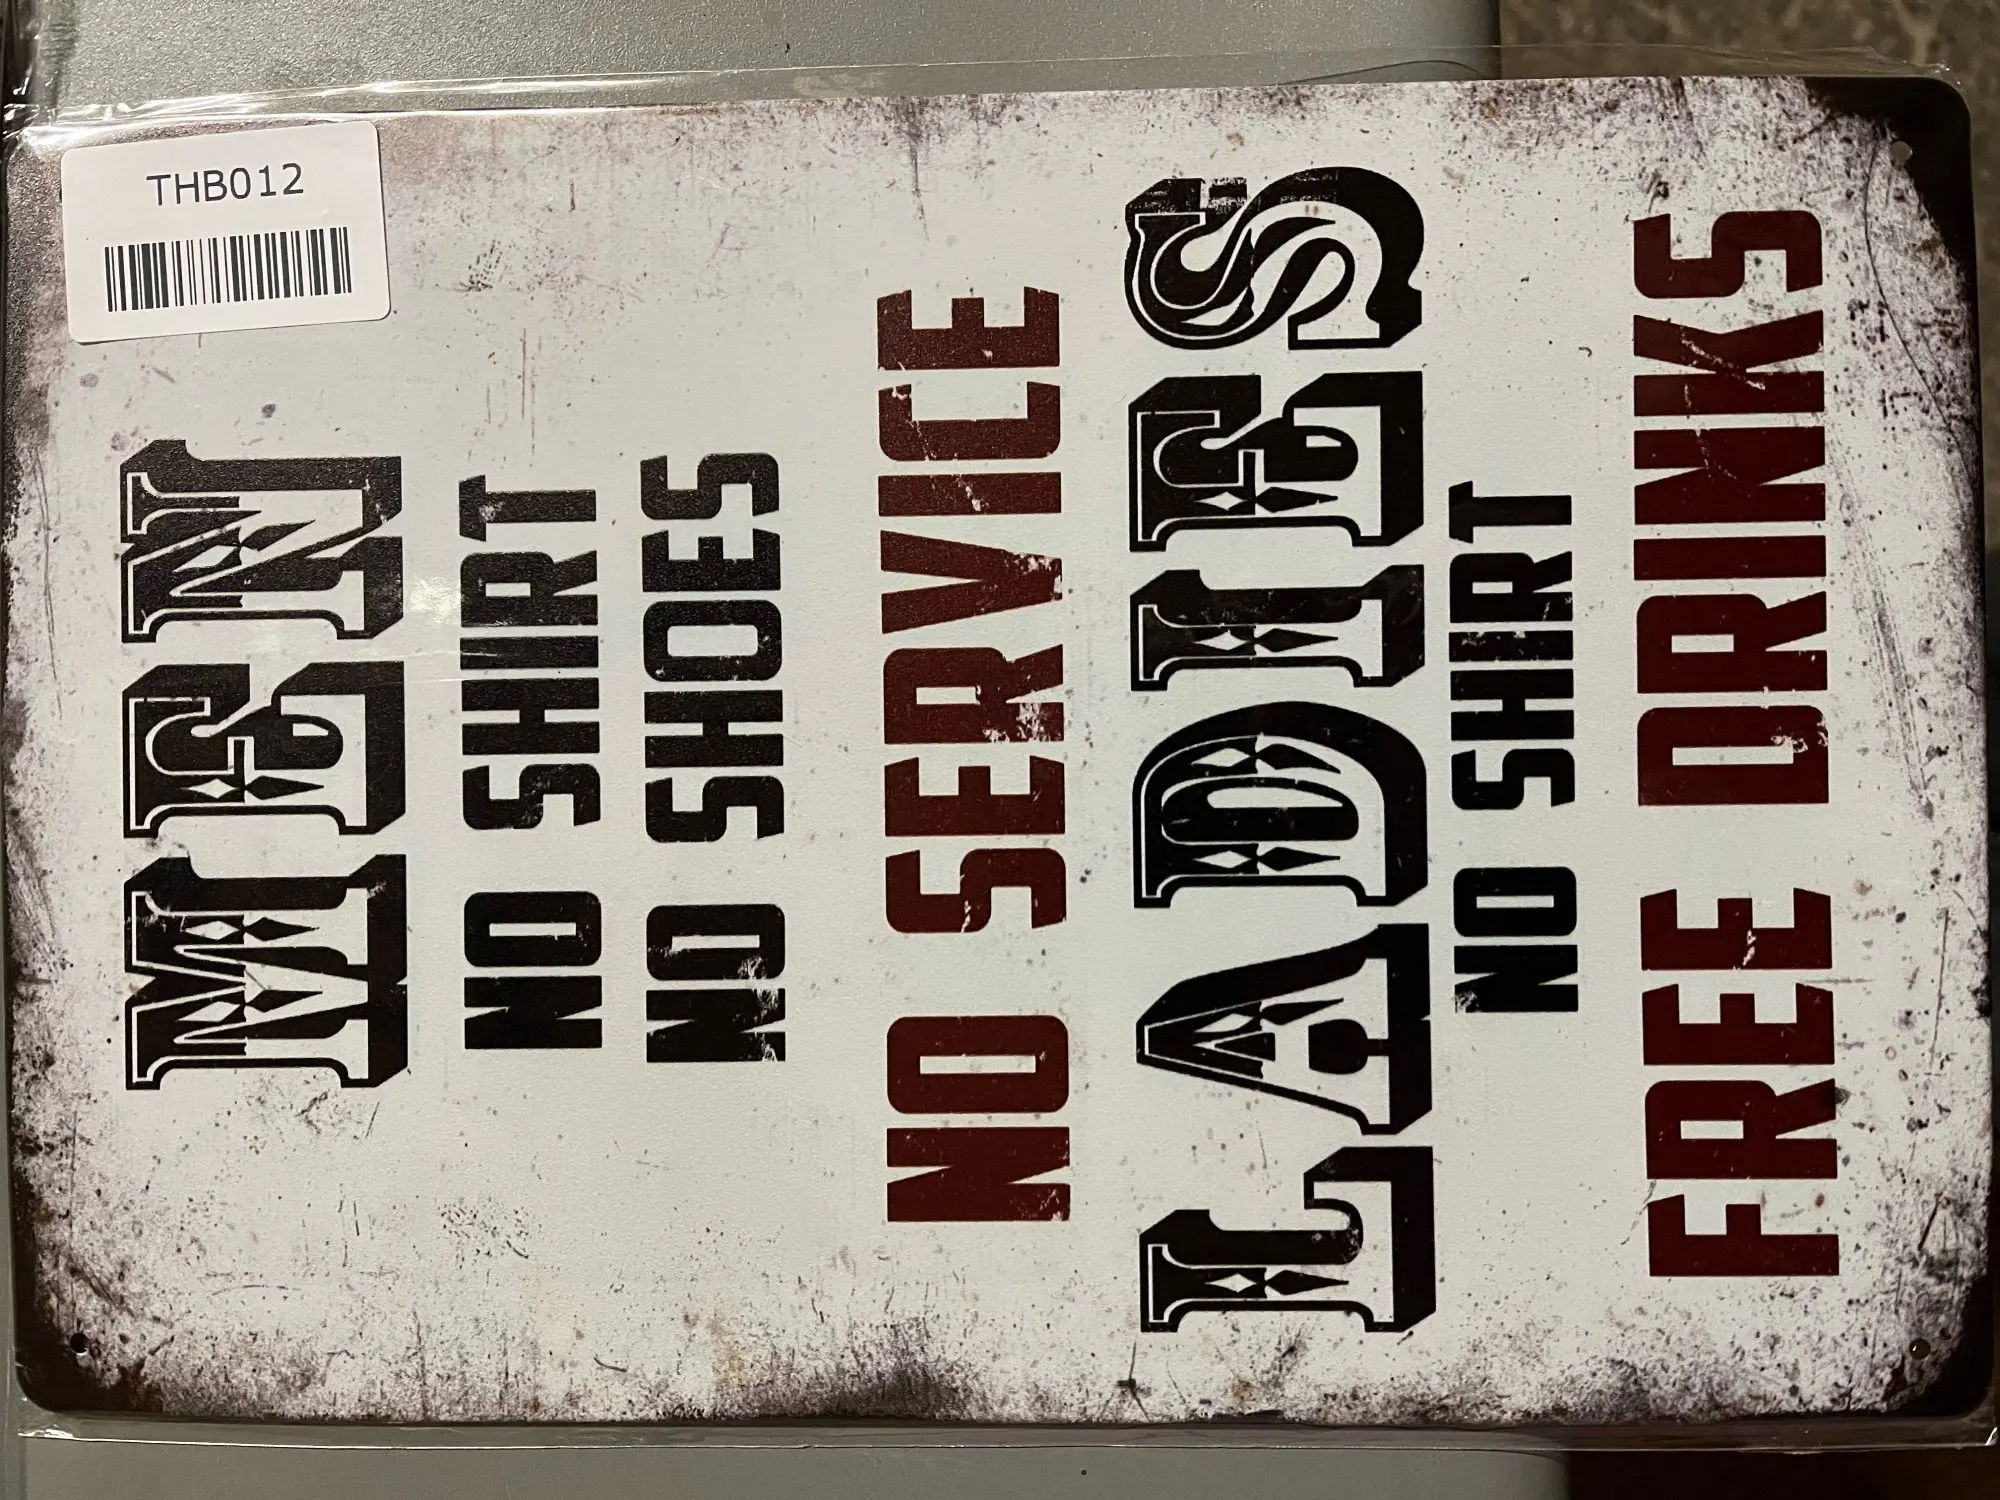 THB012
MEN
NO SHIRT
NO SHOES
NO SERVICE
LADIES
NO SHIRT
FREE DRINKS